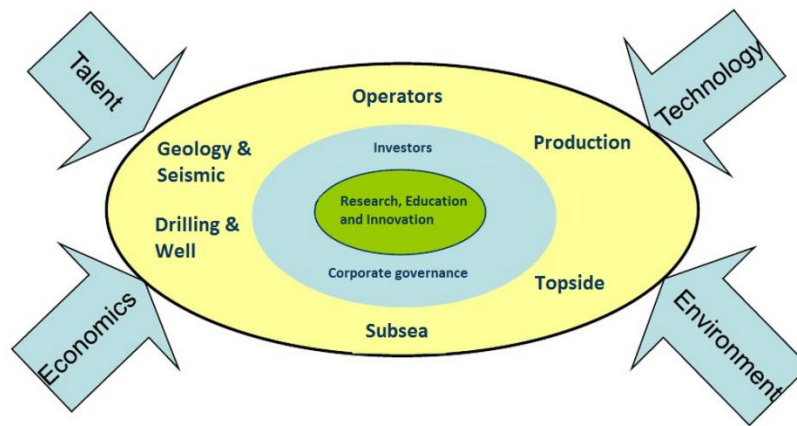 Talent
Technology
Operators
Geology &
Seismic
Production
Investors
Research, Education
and Innovation
Drilling &
Well
Corporate governance
Topside
Subsea
Economics
Environment